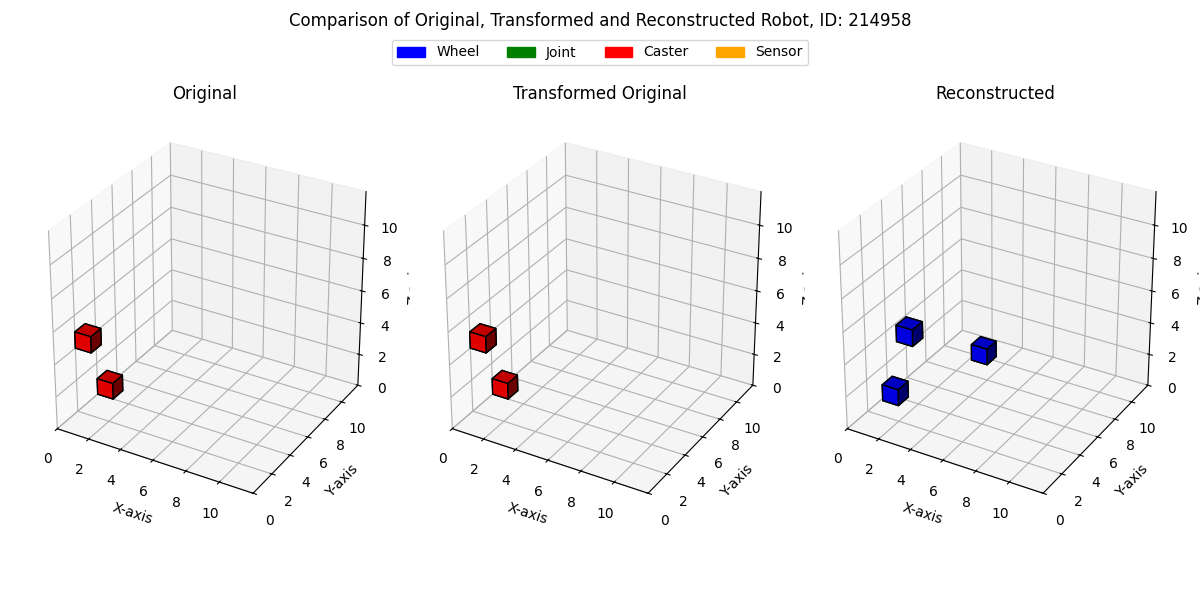 Comparison of Original, Transformed and Reconstructed Robot, ID: 214958
Wheel Joint Caster Sensor
Original Transformed Original Reconstructed
0 2 4 6 8 10
X-axis
0 2 4 6 8 10
Y-axis
0 2 4 6 8 10
0 2 4 6 8 10
X-axis
0 2 4 6 8 10
Y-axis
0 2 4 6 8 10
0 2 4 6 8 10
X-axis
0 2 4 6 8 10
Y-axis
0 2 4 6 8 10